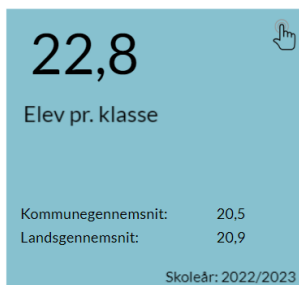 22,8
Elev pr. klasse
Kommunegennemsnit: 20,5
Landsgennemsnit: 20,9
Skoleår: 2022/2023